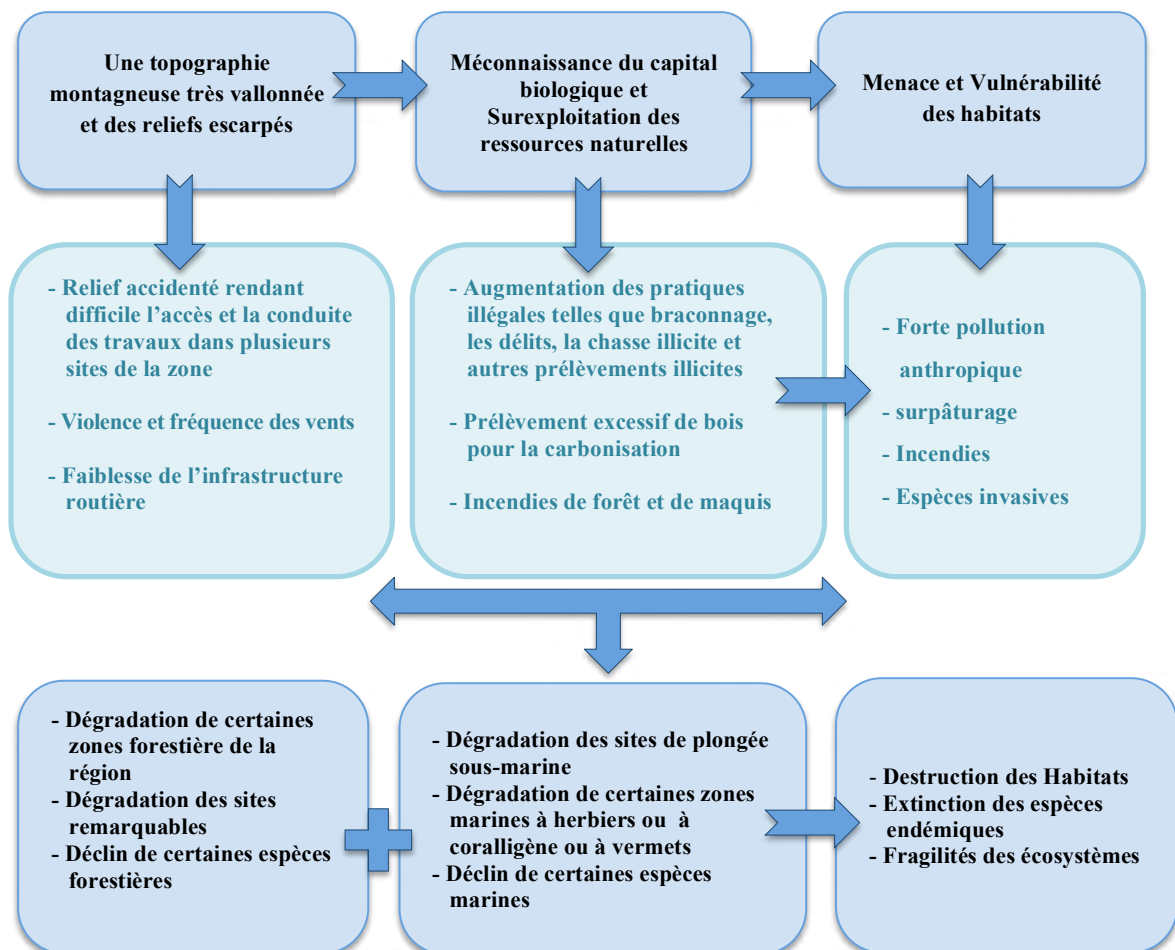 Une topographie
montagneuse très vallonnée
et des reliefs escarpés
Méconnaissance du capital
biologique et
Surexploitation des
ressources naturelles
Menace et Vulnérabilité
des habitats
- Relief accidenté rendant
difficile l’accès et la conduite
des travaux dans plusieurs
sites de la zone
- Violence et fréquence des vents
- Faiblesse de l’infrastructure
routière
- Augmentation des pratiques
illégales telles que braconnage,
les délits, la chasse illicite et
autres prélèvements illicites
- Prélèvement excessif de bois
pour la carbonisation
- Incendies de forêt et de maquis
- Forte pollution
anthropique
- surpâturage
- Incendies
- Espèces invasives
- Dégradation de certaines
zones forestière de la
région
- Dégradation des sites
remarquables
- Déclin de certaines espèces
forestières
- Dégradation des sites de plongée
sous-marine
- Dégradation de certaines zones
marines à herbiers ou à
coralligène ou à vermets
- Déclin de certaines espèces
marines
- Destruction des Habitats
- Extinction des espèces
endémiques
- Fragilités des écosystèmes